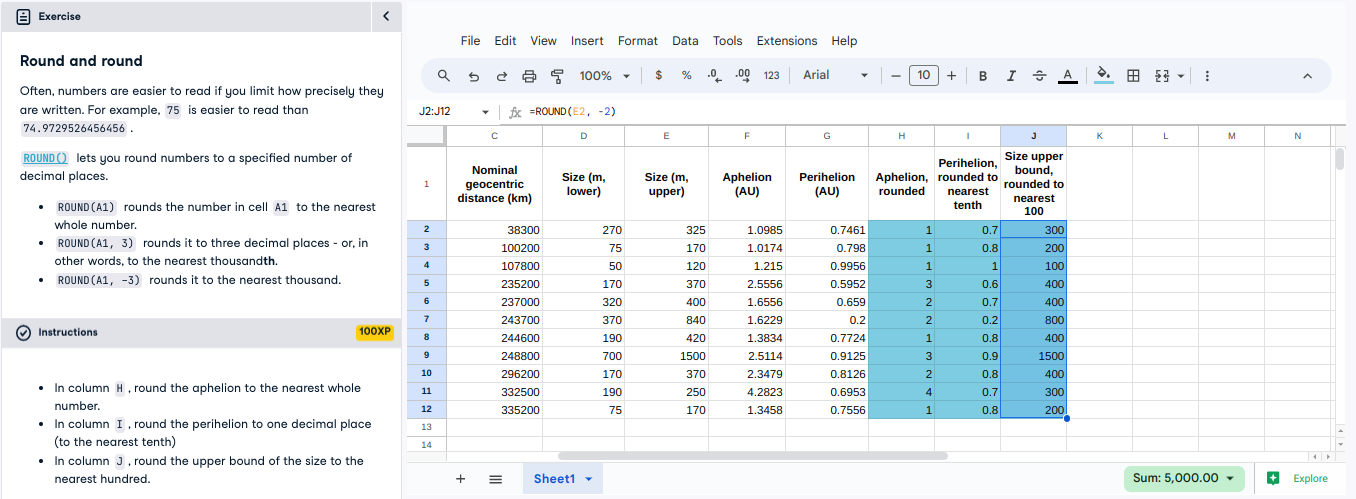 Exercise
Round and round
Often, numbers are easier to read if you limit how precisely they
are written. For example, 75 is easier to read than
74.9729526456456 .
ROUND() lets you round numbers to a specified number of
decimal places.
• ROUND(A1) rounds the number in cell A1 to the nearest
whole number.
• ROUND(A1, 3) rounds it to three decimal places - or, in
other words, to the nearest thousandth.
• ROUND(A1, -3) rounds it to the nearest thousand.
Instructions 100XP
• In column H , round the aphelion to the nearest whole
number.
• In column I , round the perihelion to one decimal place
(to the nearest tenth)
• In column J , round the upper bound of the size to the
nearest hundred.
File Edit View Insert Format Data Tools Extensions Help
100% $ % .0 .00 123 Arial 10 B I A
J2:J12 fx =ROUND(E2, -2)
C D E F G H I J K L M N
1 Nominal geocentric distance (km) Size (m, lower) Size (m, upper) Aphelion (AU) Perihelion (AU) Aphelion, rounded Perihelion, rounded to nearest tenth Size upper bound, rounded to nearest 100
2 38300 270 325 1.0985 0.7461 1 0.7 300
3 100200 75 170 1.0174 0.798 1 0.8 200
4 107800 50 120 1.215 0.9956 1 1 100
5 235200 170 370 2.5556 0.5952 3 0.6 400
6 237000 320 400 1.6556 0.659 2 0.7 400
7 243700 370 840 1.6229 0.2 2 0.2 800
8 244600 190 420 1.3834 0.7724 1 0.8 400
9 248800 700 1500 2.5114 0.9125 3 0.9 1500
10 296200 170 370 2.3479 0.8126 2 0.8 400
11 332500 190 250 4.2823 0.6953 4 0.7 300
12 335200 75 170 1.3458 0.7556 1 0.8 200
13
14
Sheet1 Sum: 5,000.00 Explore